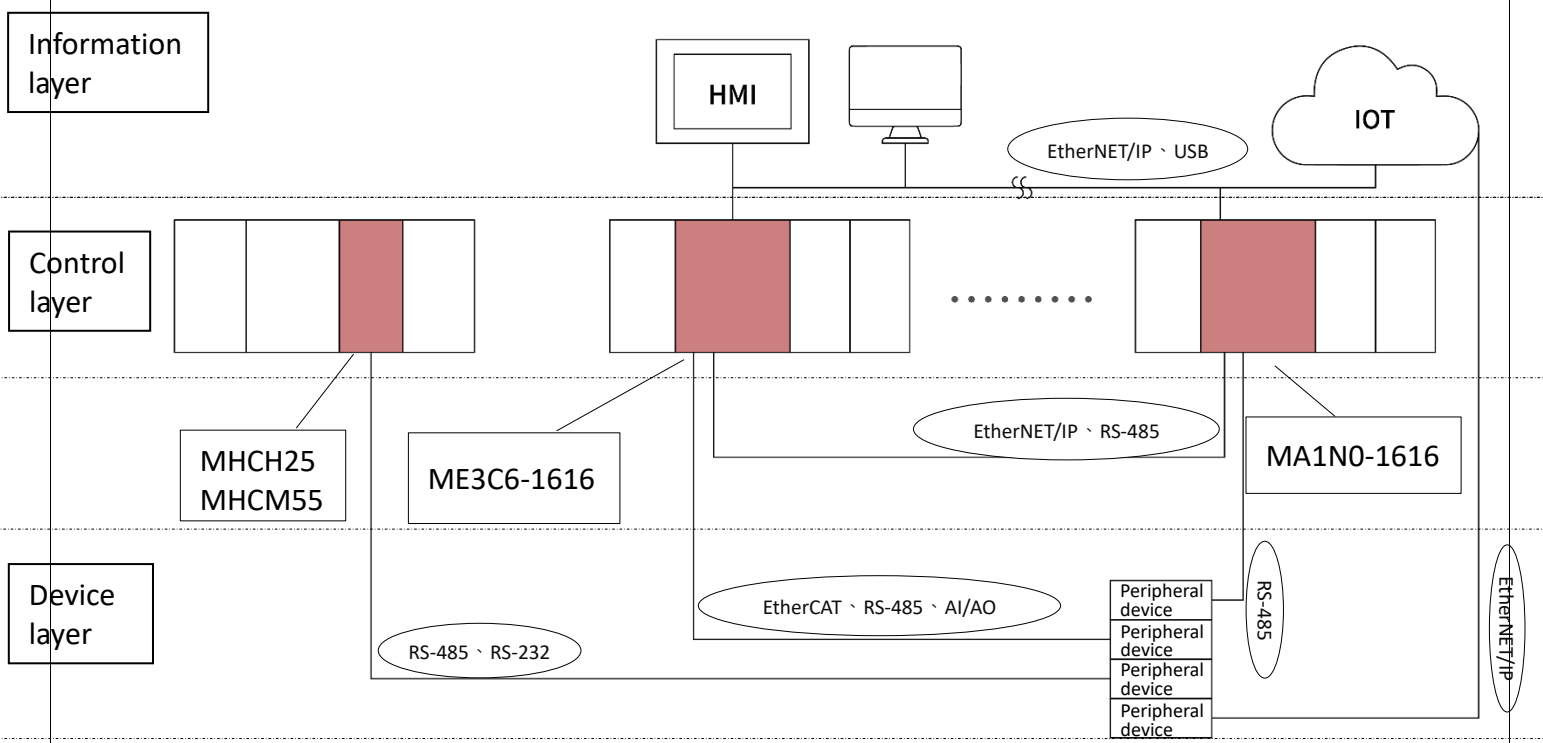 Information
layer
HMI
IOT
EtherNET/IP、USB
Control
layer
EtherNET/IP、RS-485
MHCH25
MHCM55
ME3C6-1616
MA1N0-1616
Device
layer
EtherCAT、RS-485、AI/AO
RS-485、RS-232
Peripheral
device
Peripheral
device
Peripheral
device
Peripheral
device
RS-485
EtherNET/IP